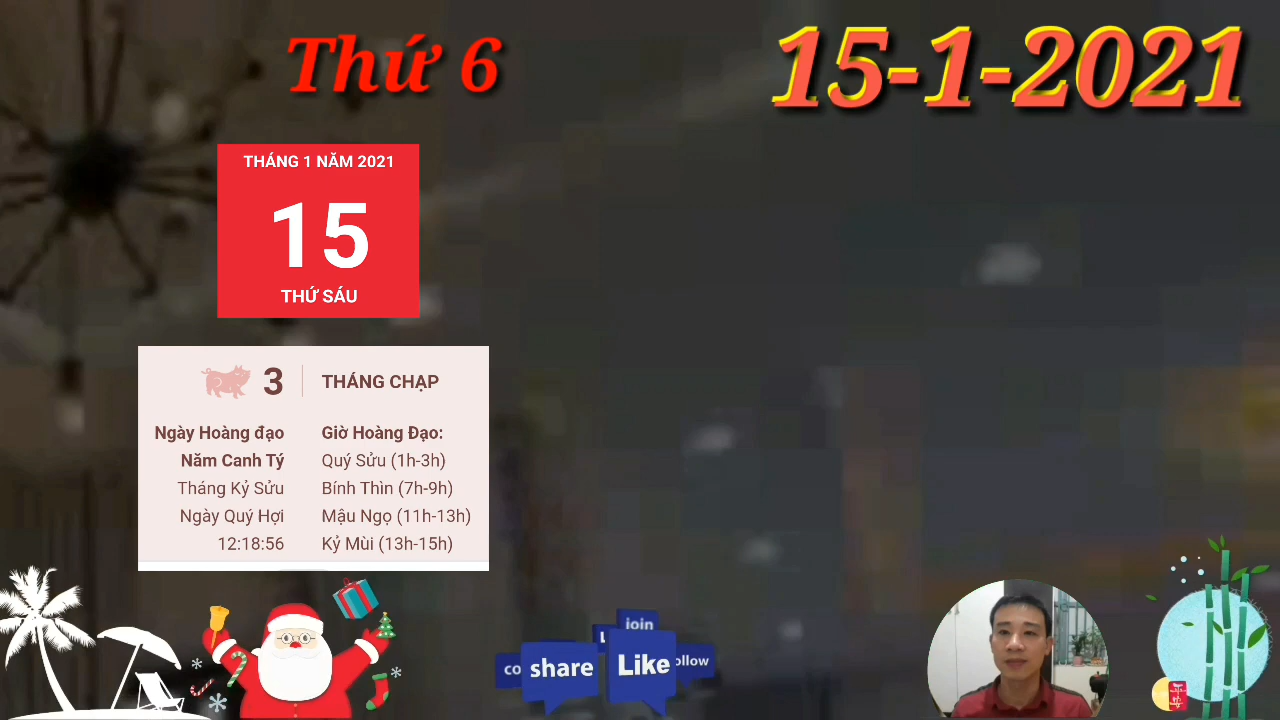 Thứ 6
15-1-2021
THÁNG 1 NĂM 2021
15
THỨ SÁU
3
THÁNG CHẠP
Ngày Hoàng đạo
Năm Canh Tý
Tháng Kỷ Sửu
Ngày Quý Hợi
12:18:56
Giờ Hoàng Đạo:
Quý Sửu (1h-3h)
Bính Thìn (7h-9h)
Mậu Ngọ (11h-13h)
Kỷ Mùi (13h-15h)
join
share
Like